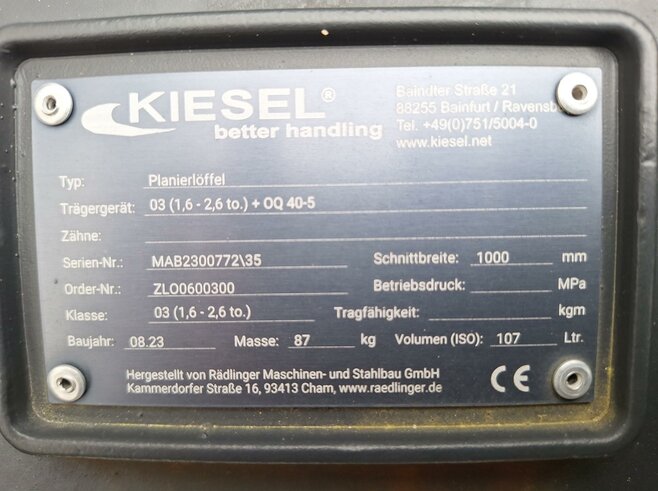 KIESEL®
better handling
Baindter Straße 21
88255 Bainfurt / Ravensb
Tel. +49(0)751/5004-0
www.kiesel.net
Typ: Planierlöffel
Trägergerät: 03 (1,6 - 2,6 to.) + OQ 40-5
Zähne:
Serien-Nr.: MAB2300772\35 Schnittbreite: 1000 mm
Order-Nr.: ZLO0600300 Betriebsdruck: MPa
Klasse: 03 (1,6 - 2,6 to.) Tragfähigkeit: kgm
Baujahr: 08.23 Masse: 87 kg Volumen (ISO): 107 Ltr.
Hergestellt von Rädlinger Maschinen- und Stahlbau GmbH
Kammerdorfer Straße 16, 93413 Cham, www.raedlinger.de
CE